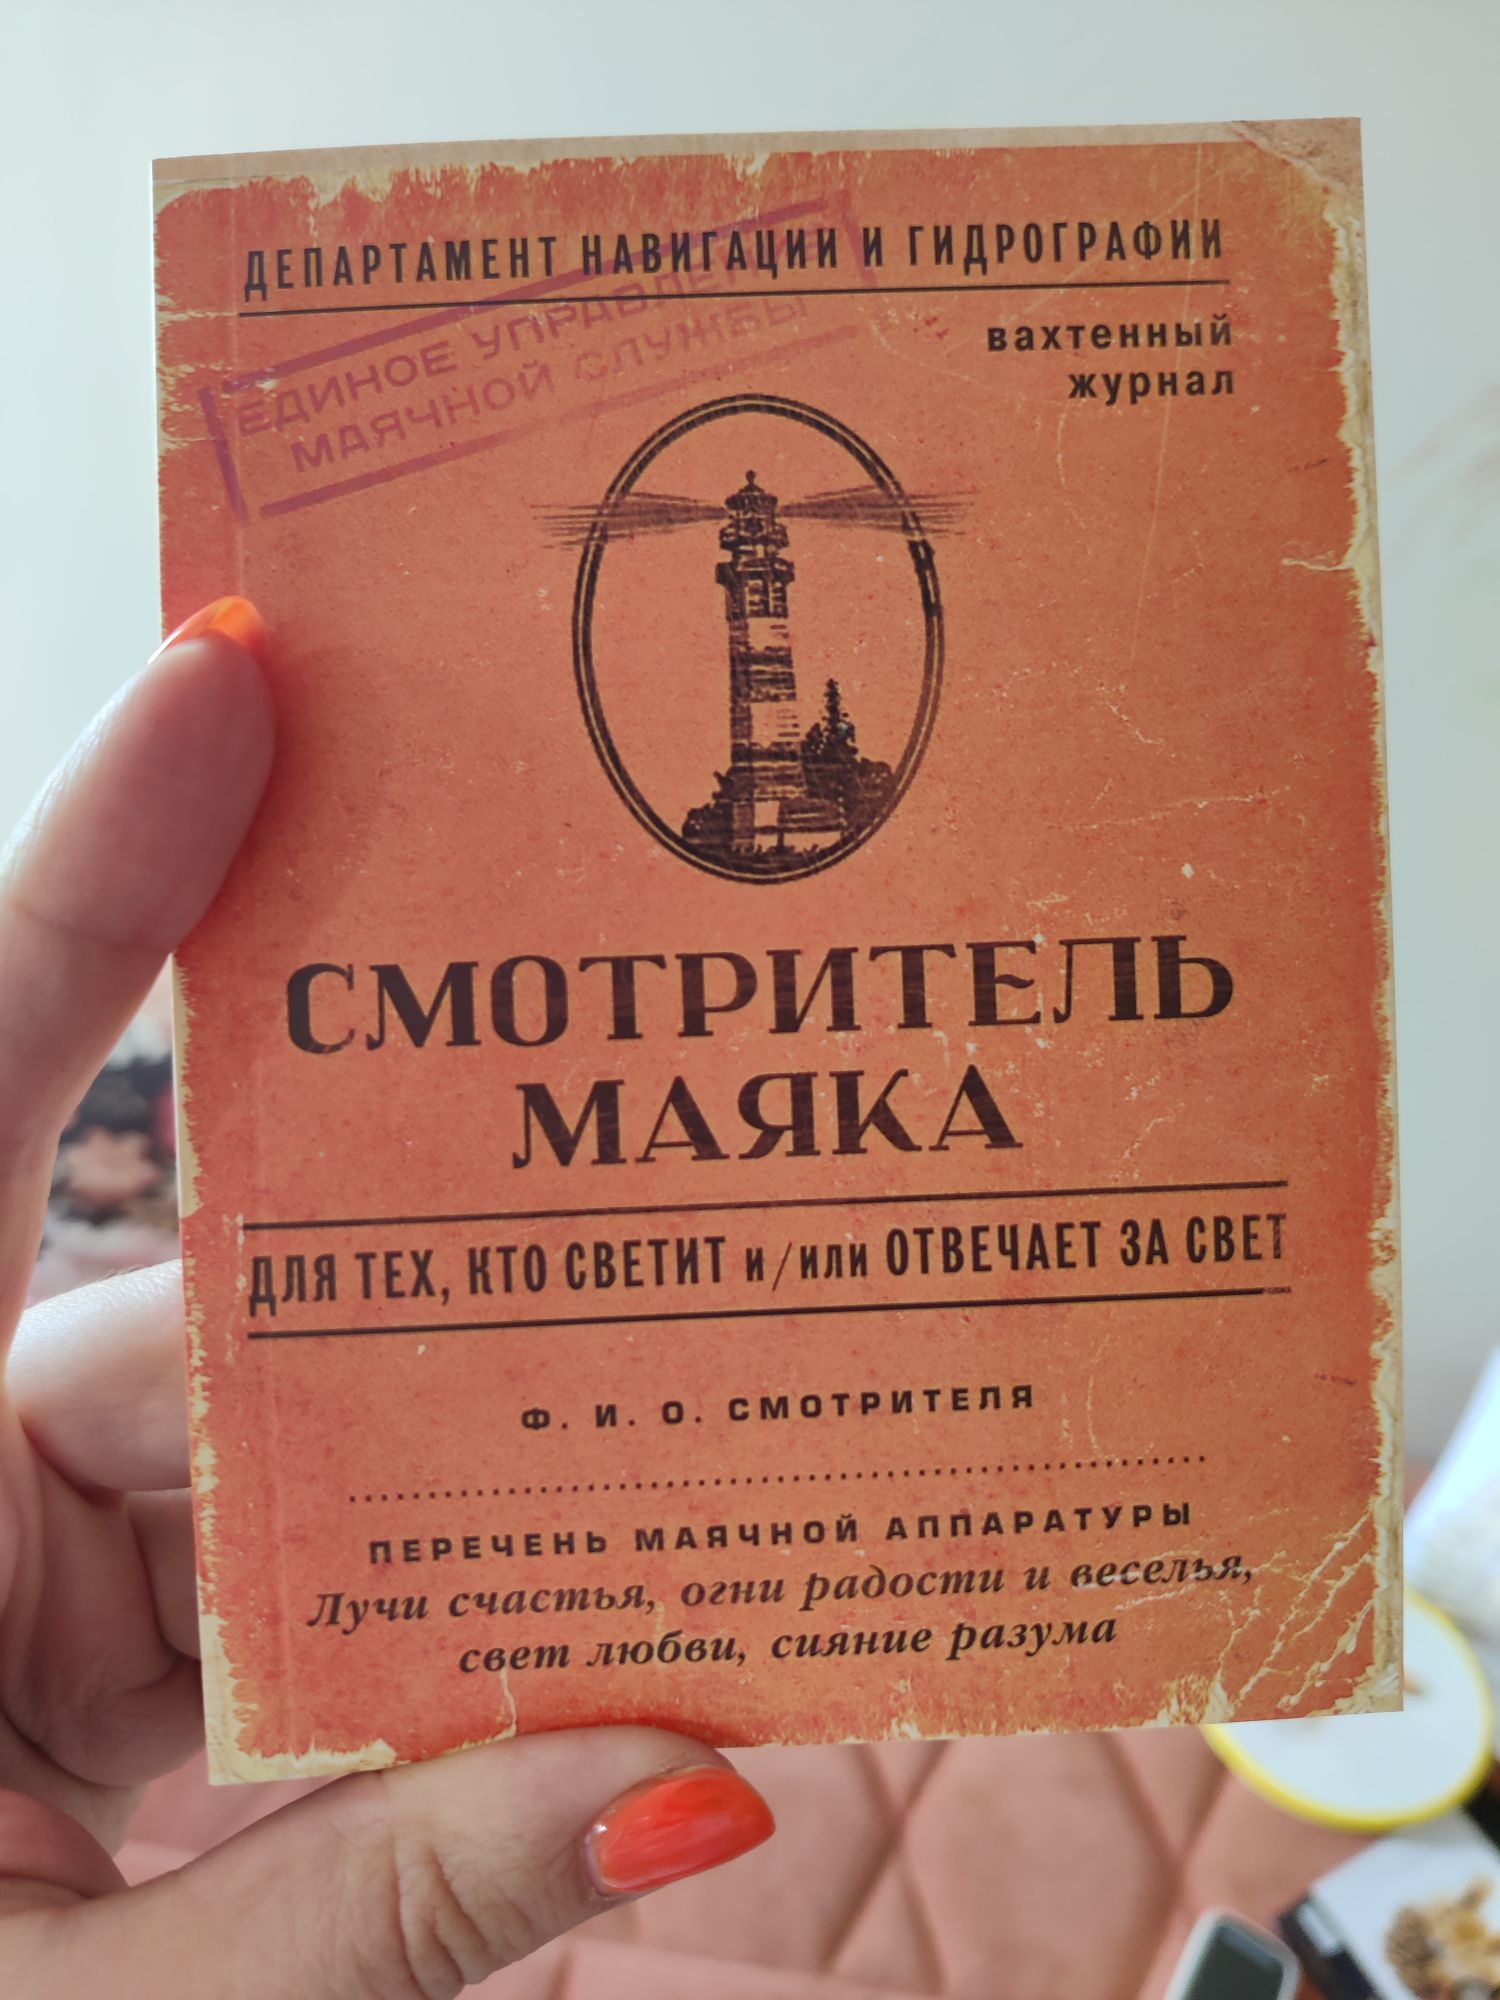 ДЕПАРТАМЕНТ НАВИГАЦИИ И ГИДРОГРАФИИ
ЕДИНОЕ УПРАВЛЕНИЕ
МАЯЧНОЙ СЛУЖБЫ
вахтенный
журнал
СМОТРИТЕЛЬ
МАЯКА
ДЛЯ ТЕХ, КТО СВЕТИТ и/или ОТВЕЧАЕТ ЗА СВЕТ
Ф. И. О. СМОТРИТЕЛЯ
ПЕРЕЧЕНЬ МАЯЧНОЙ АППАРАТУРЫ
Лучи счастья, огни радости и веселья,
свет любви, сияние разума